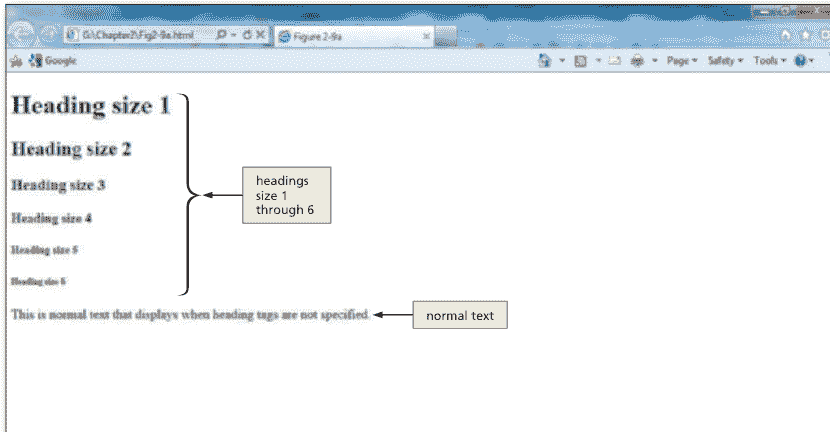 G:\Chapter2\Fig2-9a.html
Figure 2-9a
Google
Page
Safety
Tools
Heading size 1
Heading size 2
Heading size 3
Heading size 4
Heading size 5
Heading size 6
headings
size 1
through 6
This is normal text that displays when heading tags are not specified.
normal text